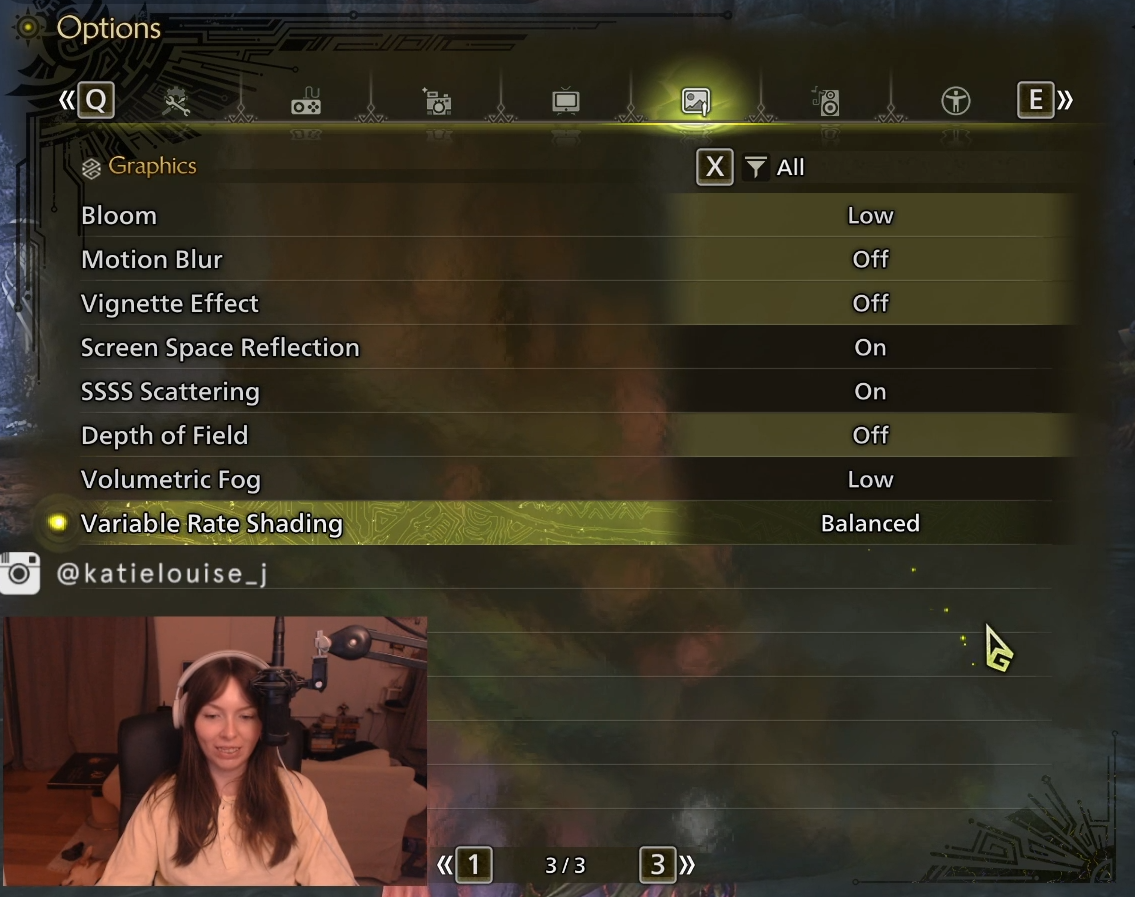 Options
Q
E
Graphics
X All
Bloom Low
Motion Blur Off
Vignette Effect Off
Screen Space Reflection On
SSSS Scattering On
Depth of Field Off
Volumetric Fog Low
Variable Rate Shading Balanced
@katielouise_j
G
1 3/3 3